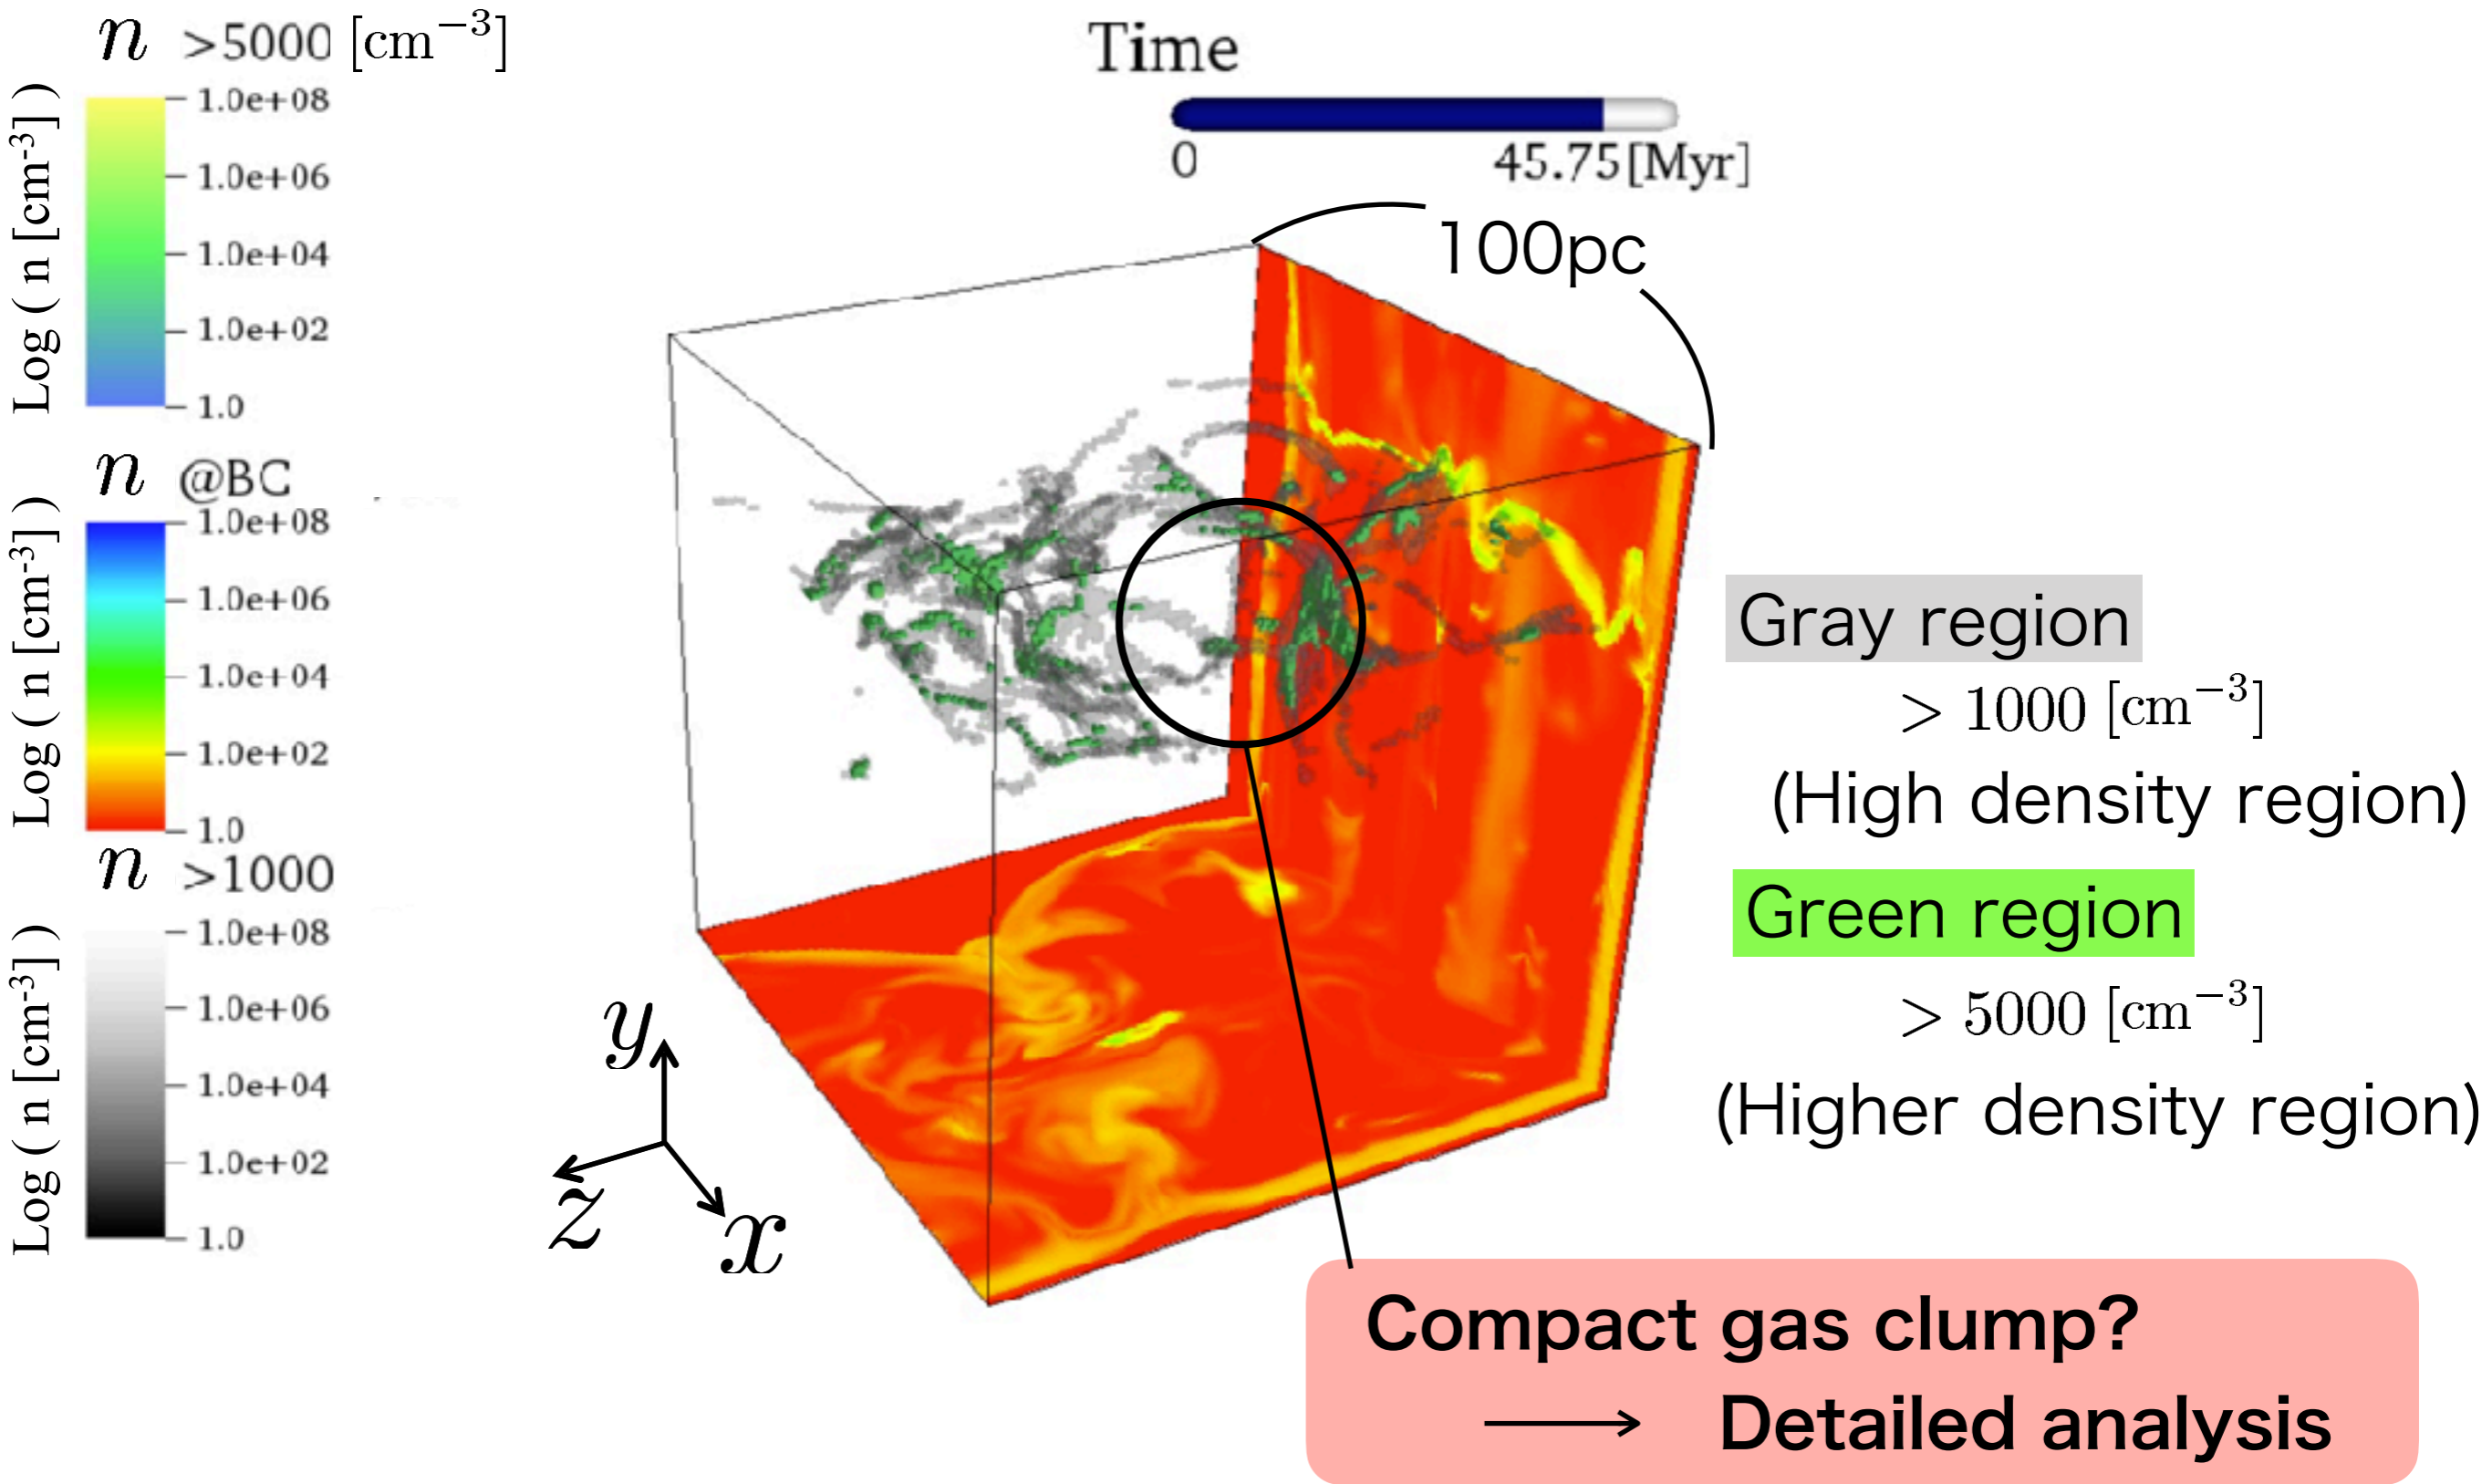 n >5000 [cm⁻³]
Log ( n [cm⁻³] )
1.0e+08
1.0e+06
1.0e+04
1.0e+02
1.0
n @BC
Log ( n [cm⁻³] )
1.0e+08
1.0e+06
1.0e+04
1.0e+02
1.0
n >1000
Log ( n [cm⁻³] )
1.0e+08
1.0e+06
1.0e+04
1.0e+02
1.0
Time
0 45.75[Myr]
100pc
y
z
x
Gray region
> 1000 [cm⁻³]
(High density region)
Green region
> 5000 [cm⁻³]
(Higher density region)
Compact gas clump?
⟶ Detailed analysis